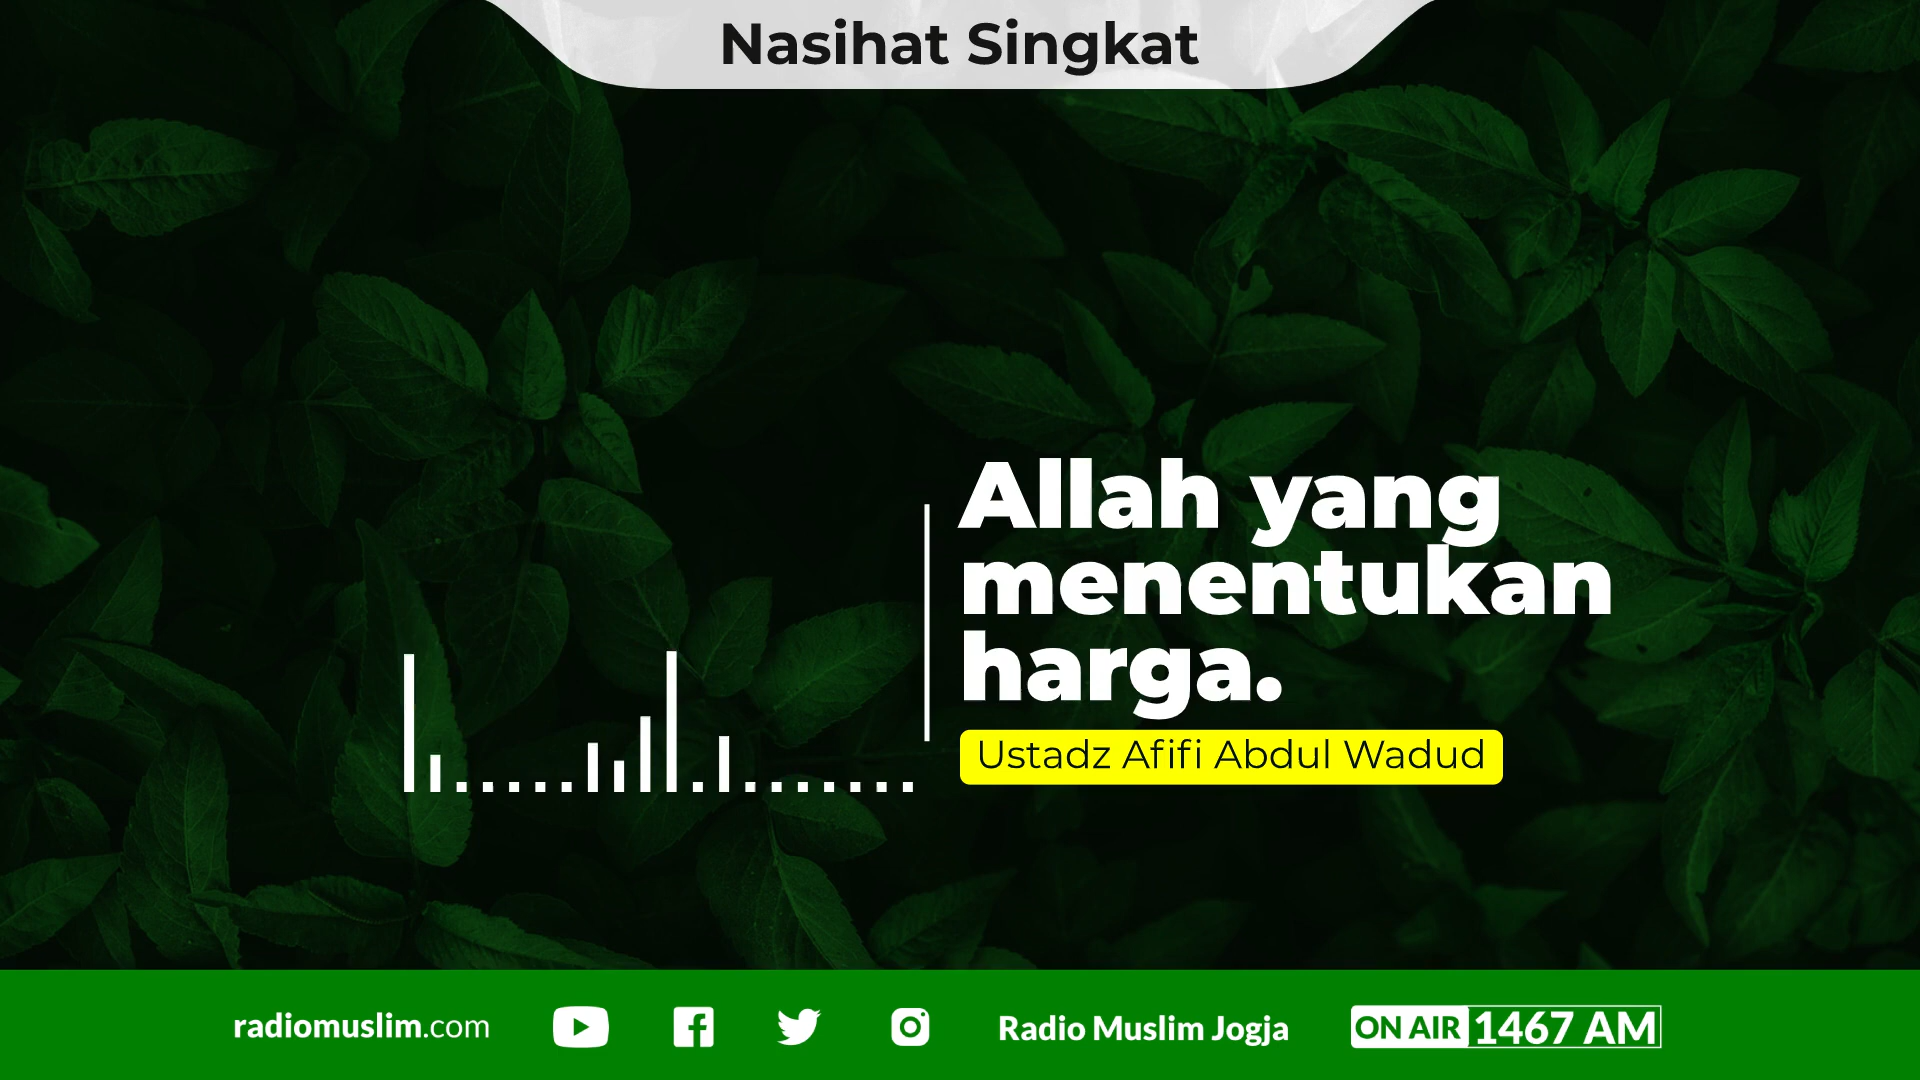 Nasihat Singkat
Allah yang
menentukan
harga.
Ustadz Afifi Abdul Wadud
radiomuslim.com
Radio Muslim Jogja
ON AIR 1467 AM